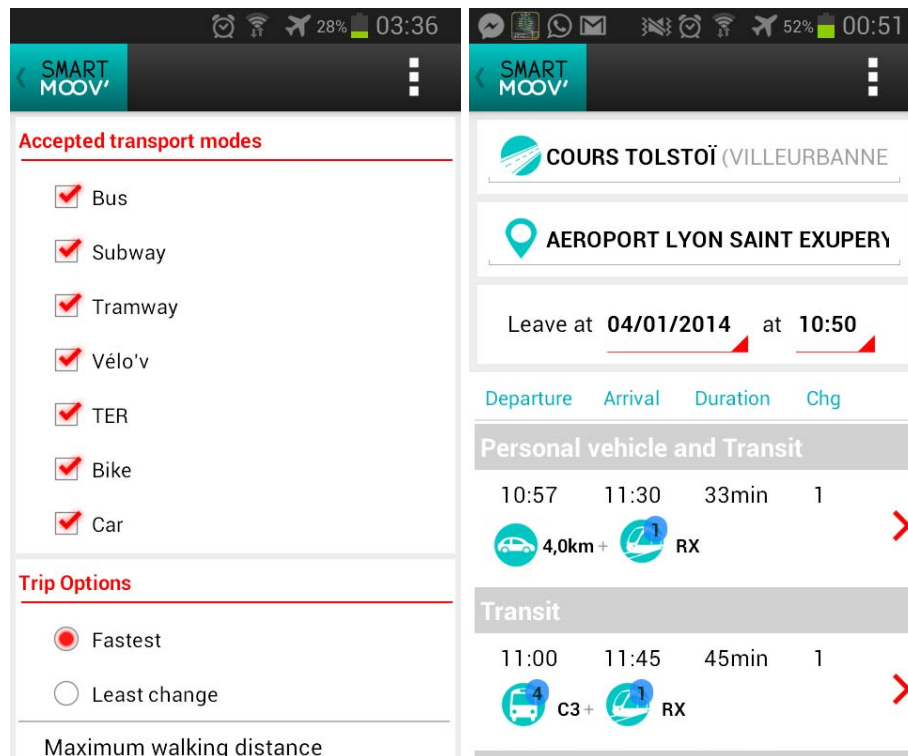 28% 03:36
SMART
MOOV'
Accepted transport modes
Bus
Subway
Tramway
Vélo'v
TER
Bike
Car
Trip Options
Fastest
Least change
Maximum walking distance
52% 00:51
SMART
MOOV'
COURS TOLSTOÏ (VILLEURBANNE
AEROPORT LYON SAINT EXUPERY
Leave at 04/01/2014 at 10:50
Departure Arrival Duration Chg
Personal vehicle and Transit
10:57 11:30 33min 1
4,0km + 1 RX
Transit
11:00 11:45 45min 1
4 C3 + 1 RX